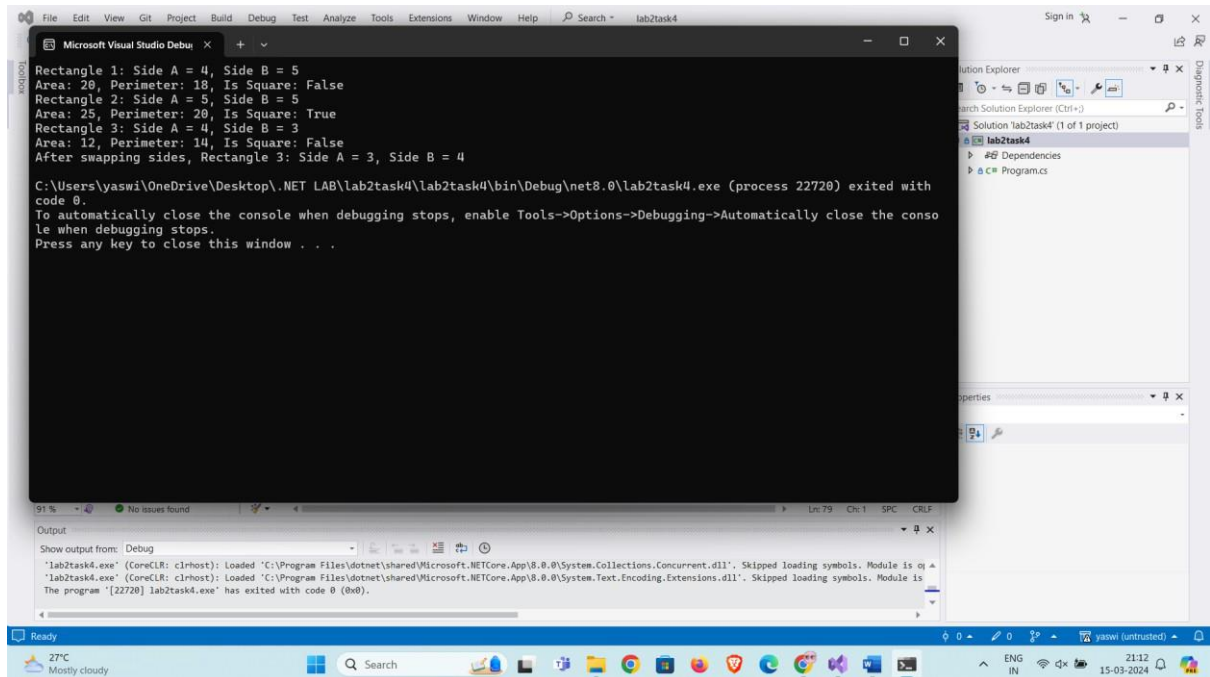 File Edit View Git Project Build Debug Test Analyze Tools Extensions Window Help Search lab2task4 Sign in
Microsoft Visual Studio Debu
Toolbox
Rectangle 1: Side A = 4, Side B = 5
Area: 20, Perimeter: 18, Is Square: False
Rectangle 2: Side A = 5, Side B = 5
Area: 25, Perimeter: 20, Is Square: True
Rectangle 3: Side A = 4, Side B = 3
Area: 12, Perimeter: 14, Is Square: False
After swapping sides, Rectangle 3: Side A = 3, Side B = 4
C:\Users\yaswi\OneDrive\Desktop\.NET LAB\lab2task4\lab2task4\bin\Debug\net8.0\lab2task4.exe (process 22720) exited with
code 0.
To automatically close the console when debugging stops, enable Tools->Options->Debugging->Automatically close the conso
le when debugging stops.
Press any key to close this window . . .
lution Explorer
earch Solution Explorer (Ctrl+;)
Solution 'lab2task4' (1 of 1 project)
lab2task4
Dependencies
C# Program.cs
Diagnostic Tools
operties
91 % No issues found Ln: 79 Ch: 1 SPC CRLF
Output
Show output from: Debug
'lab2task4.exe' (CoreCLR: clrhost): Loaded 'C:\Program Files\dotnet\shared\Microsoft.NETCore.App\8.0.0\System.Collections.Concurrent.dll'. Skipped loading symbols. Module is op
'lab2task4.exe' (CoreCLR: clrhost): Loaded 'C:\Program Files\dotnet\shared\Microsoft.NETCore.App\8.0.0\System.Text.Encoding.Extensions.dll'. Skipped loading symbols. Module is
The program '[22720] lab2task4.exe' has exited with code 0 (0x0).
Ready 0 0 yaswi (untrusted)
27°C
Mostly cloudy
Search
ENG
IN
21:12
15-03-2024